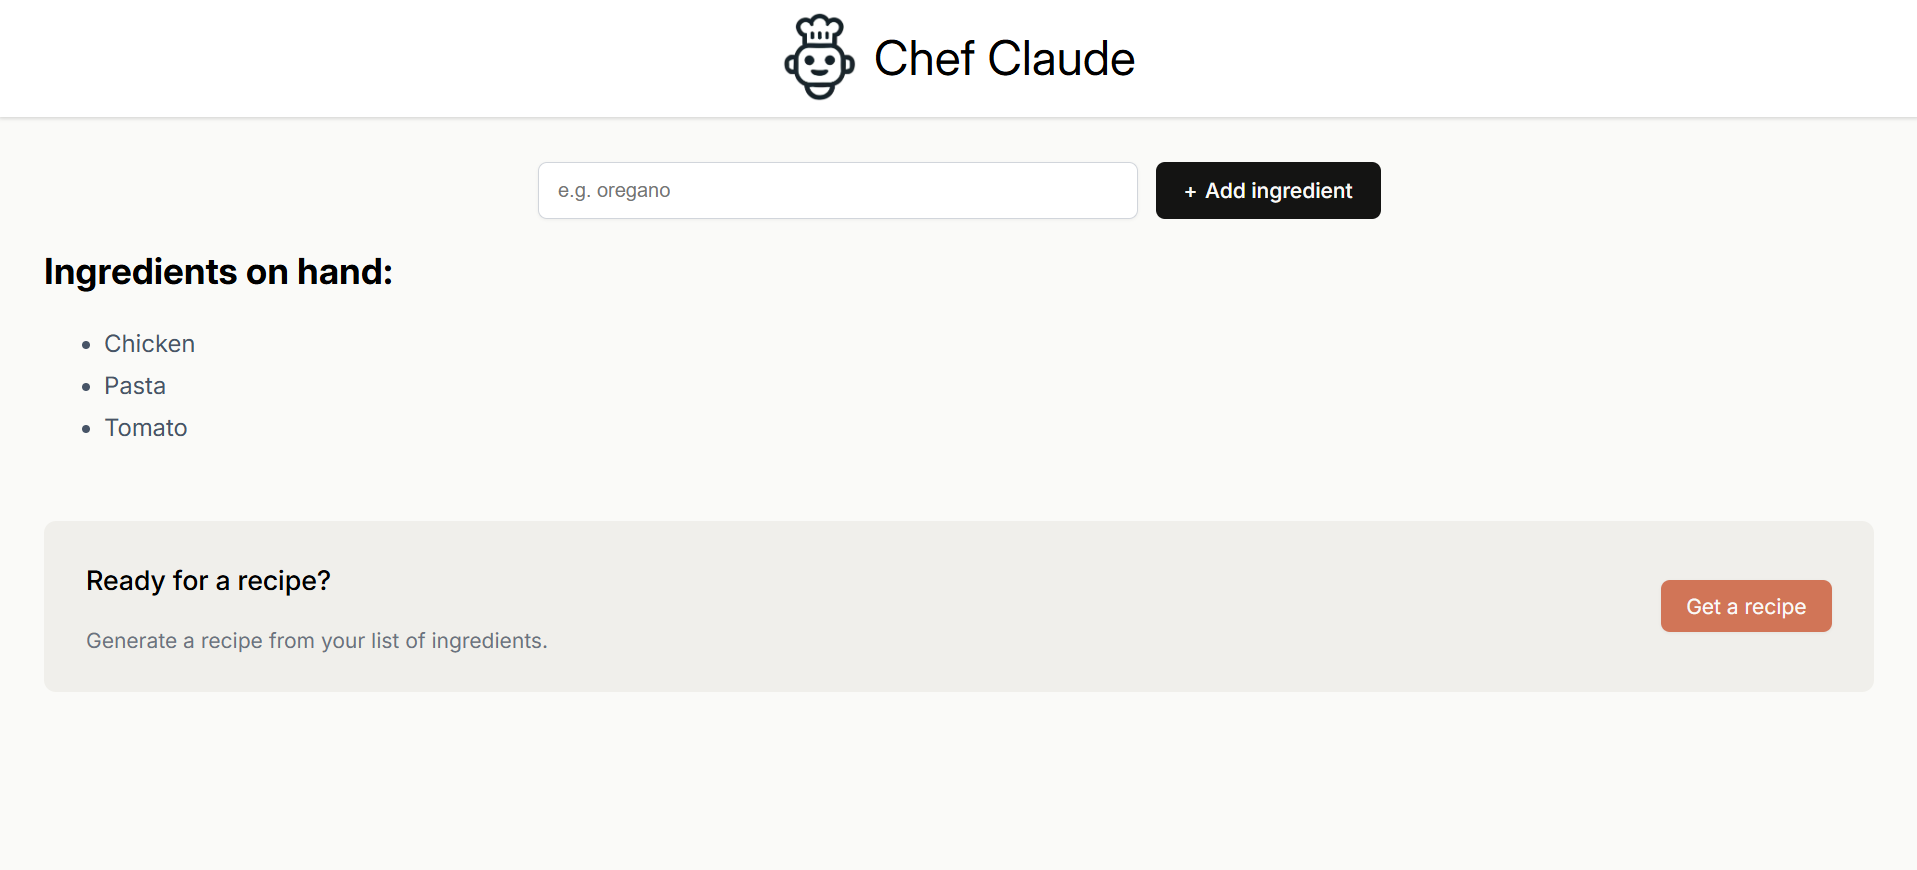 Chef Claude
e.g. oregano
+ Add ingredient
Ingredients on hand:
• Chicken
• Pasta
• Tomato
Ready for a recipe?
Generate a recipe from your list of ingredients.
Get a recipe